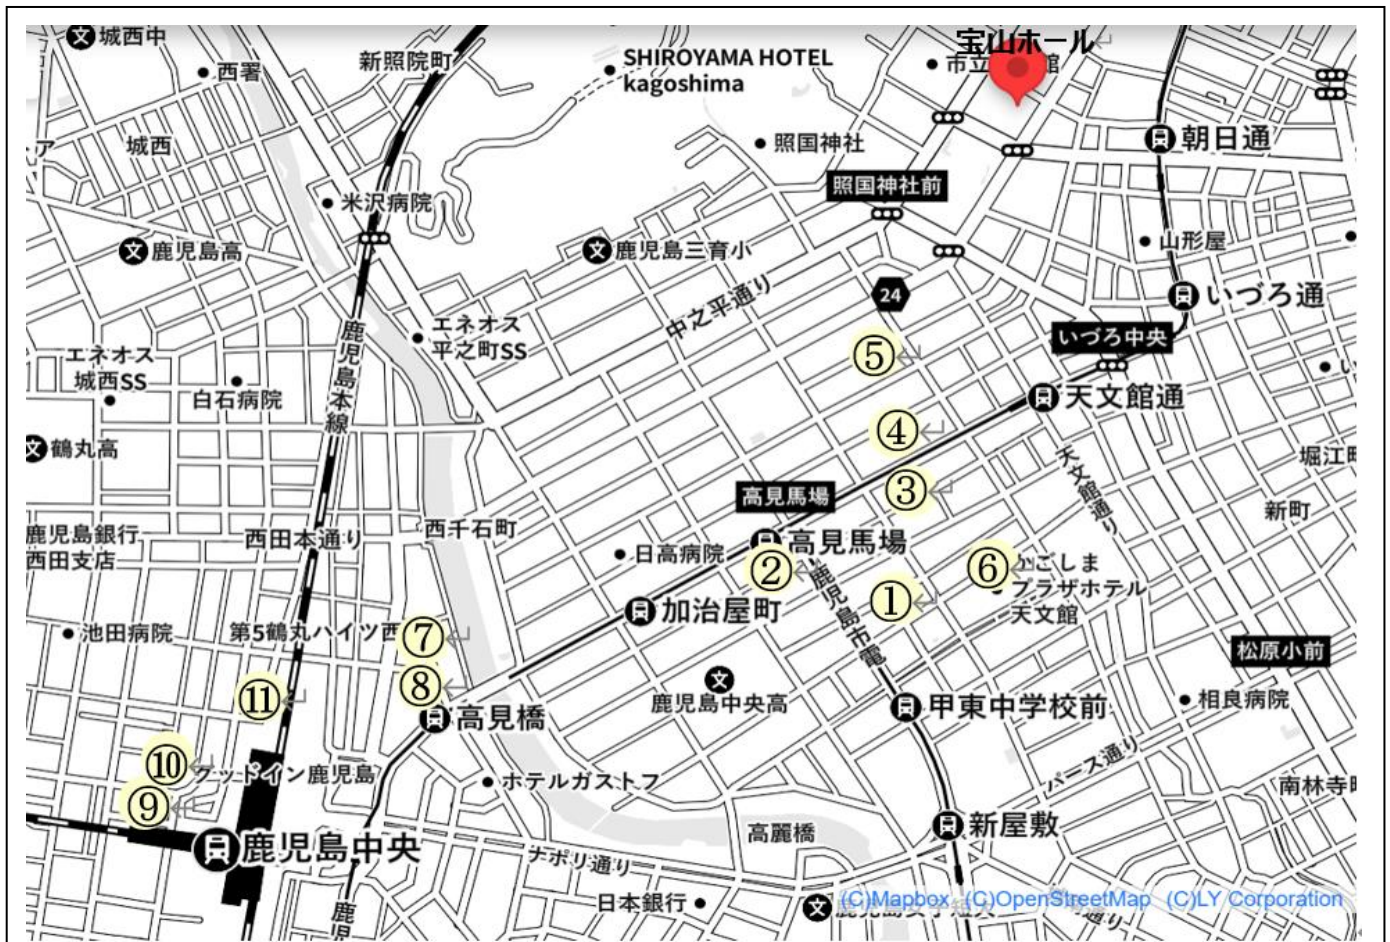 城西中
西署
新照院町
SHIROYAMA HOTEL
kagoshima
宝山ホール
朝日通
城西
照国神社
照国神社前
米沢病院
鹿児島高
鹿児島三育小
山形屋
24
いづろ通
中之平通り
エネオス
平之町SS
いづろ中央
鹿児島本線
⑤
エネオス
城西SS
白石病院
天文館通
④
鶴丸高
天文館通り
堀江町
③
高見馬場
新町
西千石町
鹿児島銀行
西田支店
西田本通り
日高病院
高見馬場
②
鹿児島市電
①
⑥
かごしま
プラザホテル
天文館
加治屋町
池田病院
第5鶴丸ハイツ西
⑦
松原小前
⑧
鹿児島中央高
⑪
高見橋
甲東中学校前
相良病院
⑩
グッドイン鹿児島
ホテルガストフ
パース通り
南林寺町
⑨
鹿児島中央
高麗橋
新屋敷
ナポリ通り
日本銀行
(C)Mapbox (C)OpenStreetMap (C)LY Corporation